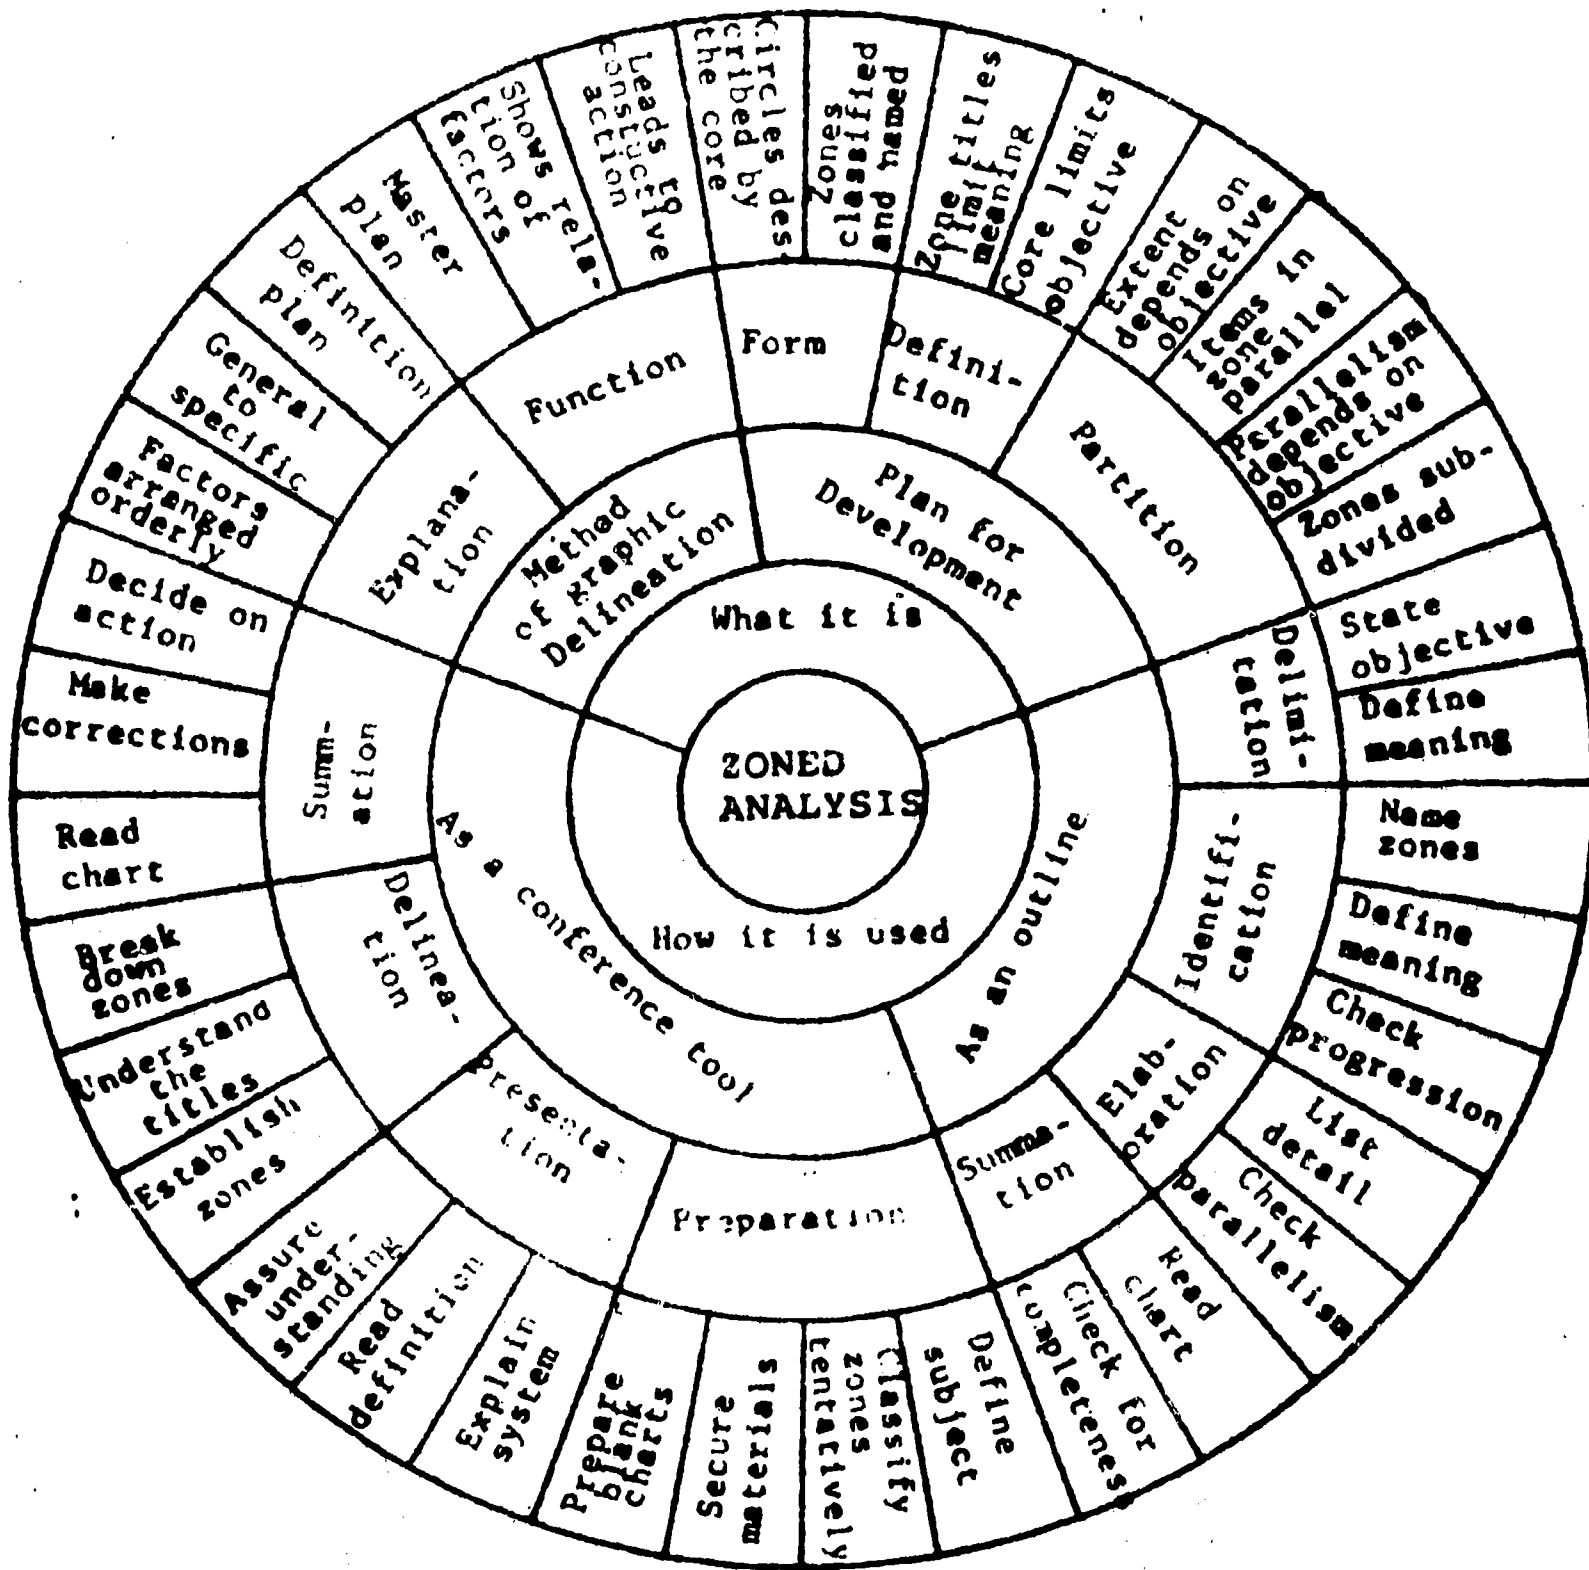 ZONED
ANALYSIS
What it is
How it is used
Method
of graphic
Delineation
Plan for
Development
As an outline
As a conference tool
Explana-
tion
Function
Form
Defini-
tion
Partition
Delimi-
tation
Identifi-
cation
Elab-
oration
Summa-
tion
Preparation
Presenta-
tion
Delinea-
tion
Summ-
ation
Circles des-
cribed by
the core
Zones
classified
and named
Zone titles
limit
meaning
Core limits
objective
Extent
depends on
objective
Items in
zone
parallel
Parallelism
depends on
objective
Zones sub-
divided
State
objective
Define
meaning
Name
zones
Define
meaning
Check
progression
List
detail
Check
parallelism
Read
chart
Check for
completeness
Define
subject
Classify
zones
tentatively
Secure
materials
Prepare
blank
charts
Explain
system
Read
definition
Assure
under-
standing
Establish
zones
Understand
the
titles
Break
down
zones
Read
chart
Make
corrections
Decide on
action
Factors
arranged
orderly
General
to
specific
Definition
plan
Master
plan
Shows rela-
tion of
factors
Leads to
constuctive
action